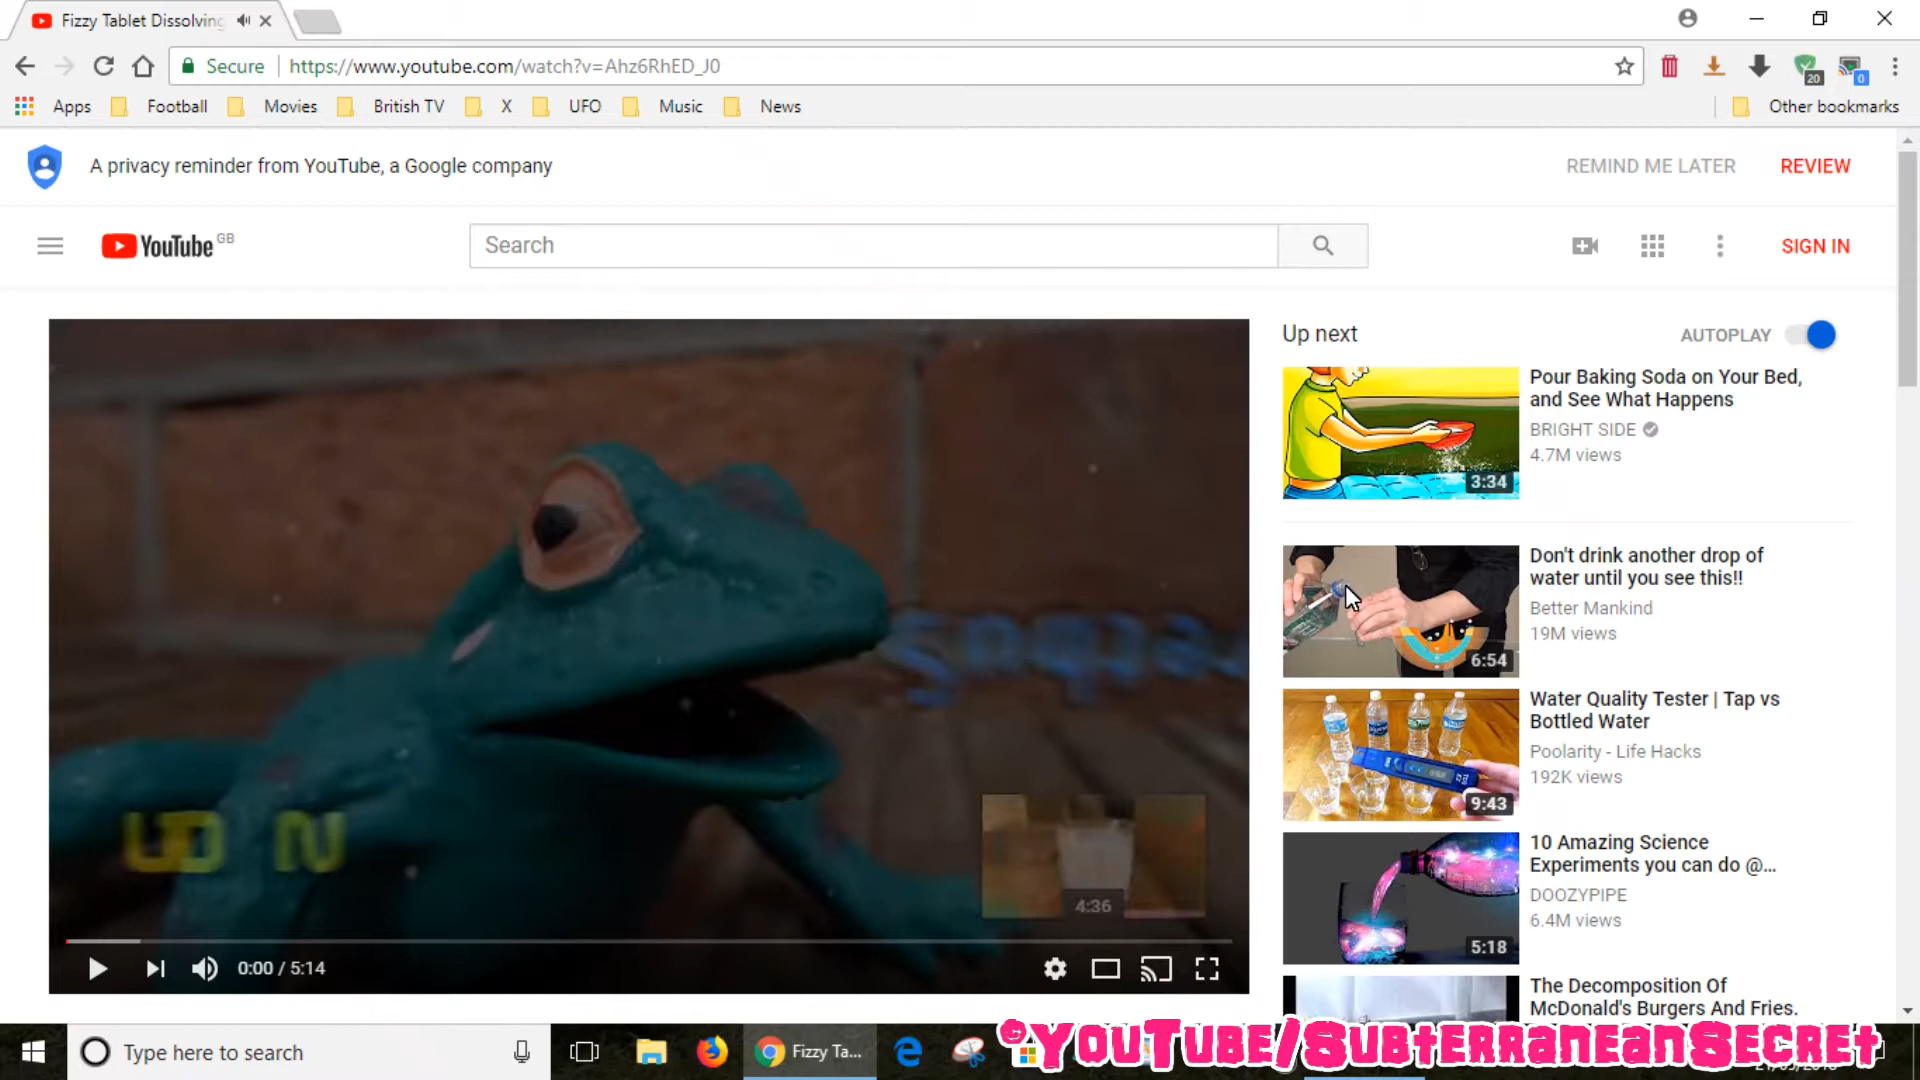 Fizzy Tablet Dissolving
Secure
https://www.youtube.com/watch?v=Ahz6RhED_J0
20
0
Apps
Football
Movies
British TV
X
UFO
Music
News
Other bookmarks
A privacy reminder from YouTube, a Google company
REMIND ME LATER
REVIEW
YouTube GB
Search
SIGN IN
Up next
AUTOPLAY
Pour Baking Soda on Your Bed,
and See What Happens
BRIGHT SIDE
4.7M views
3:34
Don't drink another drop of
water until you see this!!
Better Mankind
19M views
6:54
Water Quality Tester | Tap vs
Bottled Water
Poolarity - Life Hacks
192K views
9:43
10 Amazing Science
Experiments you can do @...
DOOZYPIPE
6.4M views
5:18
The Decomposition Of
McDonald's Burgers And Fries.
4:36
0:00 / 5:14
Type here to search
Fizzy Ta...
©YouTube/SubterraneanSecret